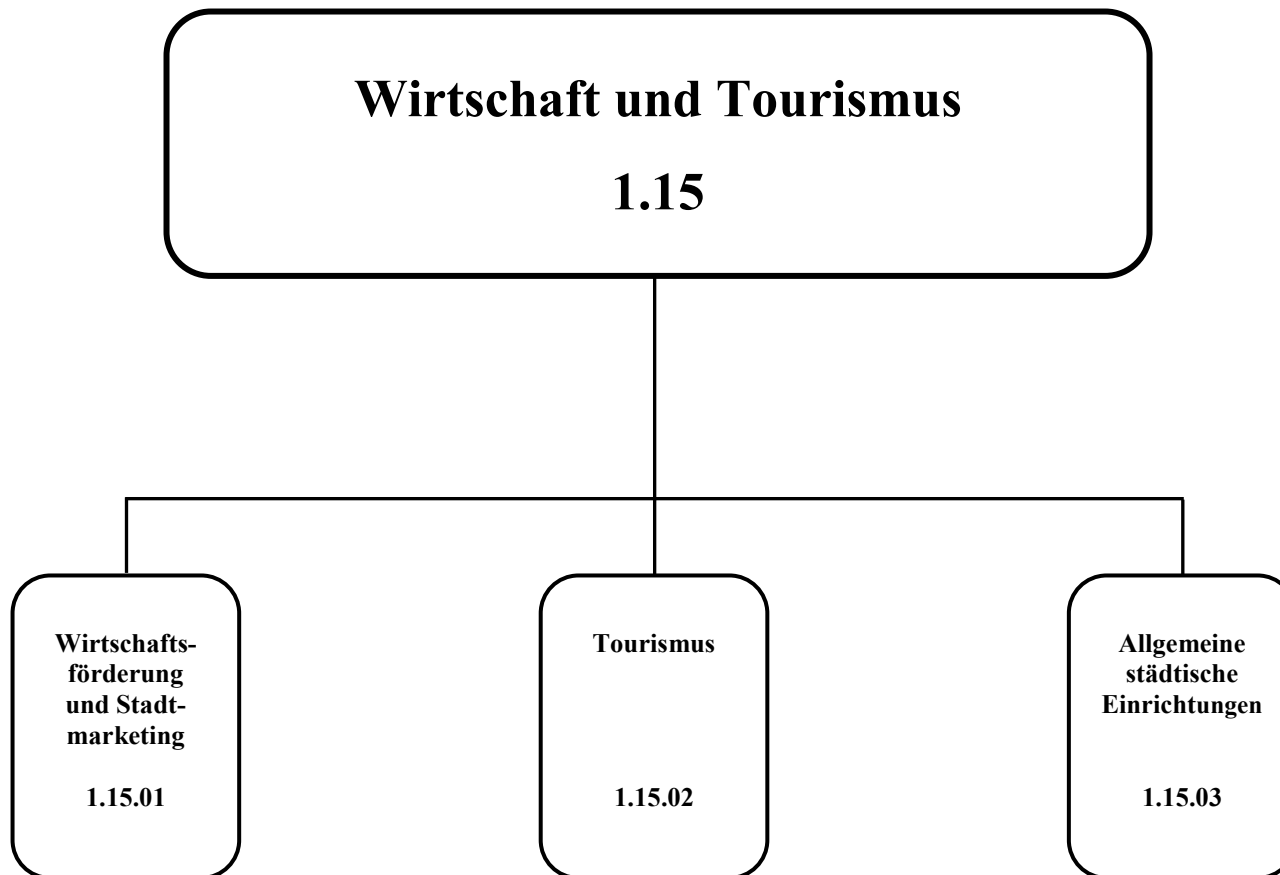 Wirtschaft und Tourismus
1.15
Wirtschafts-
förderung
und Stadt-
marketing
1.15.01
Tourismus
1.15.02
Allgemeine
städtische
Einrichtungen
1.15.03